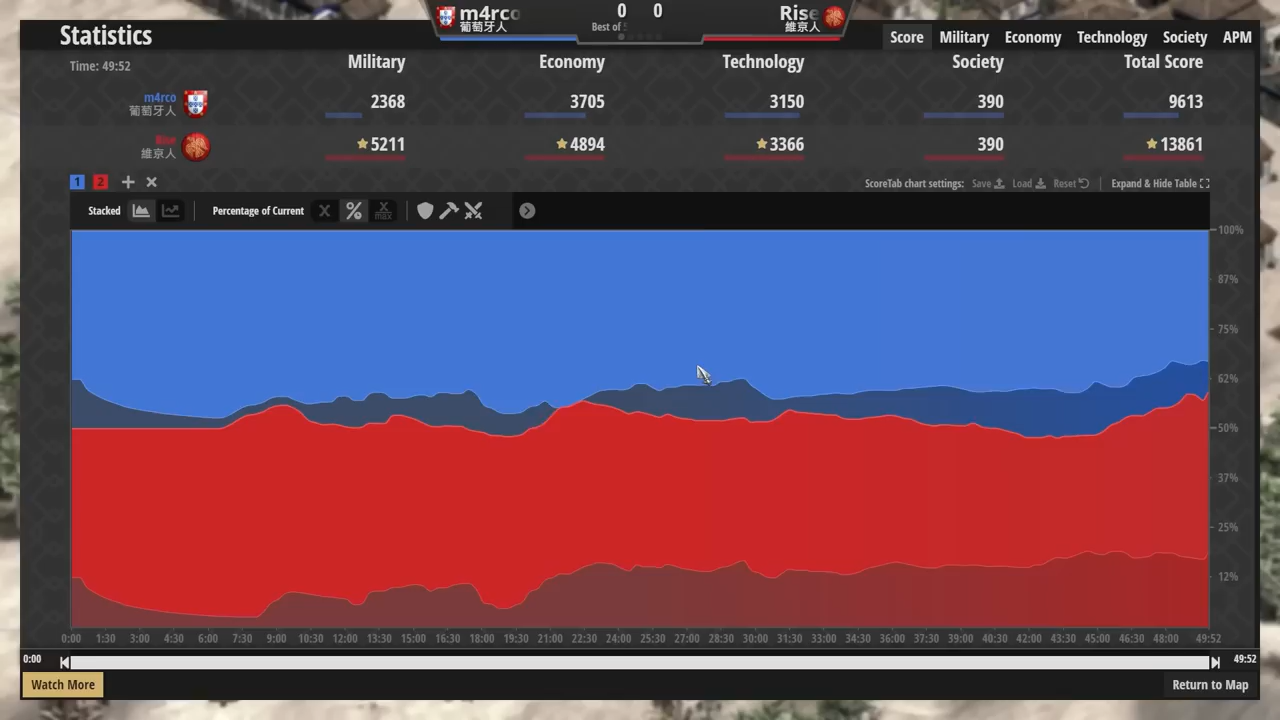 m4rco 0 0 Rise
葡萄牙人 Best of 維京人
Statistics
Score Military Economy Technology Society APM
Time: 49:52
Military Economy Technology Society Total Score
m4rco
葡萄牙人
2368 3705 3150 390 9613
Rise
維京人
5211 4894 3366 390 13861
1 2
ScoreTab chart settings: Save Load Reset Expand & Hide Table
Stacked Percentage of Current X % X max
100%
87%
75%
62%
50%
37%
25%
12%
0:00 1:30 3:00 4:30 6:00 7:30 9:00 10:30 12:00 13:30 15:00 16:30 18:00 19:30 21:00 22:30 24:00 25:30 27:00 28:30 30:00 31:30 33:00 34:30 36:00 37:30 39:00 40:30 42:00 43:30 45:00 46:30 48:00 49:52
0:00 49:52
Watch More Return to Map